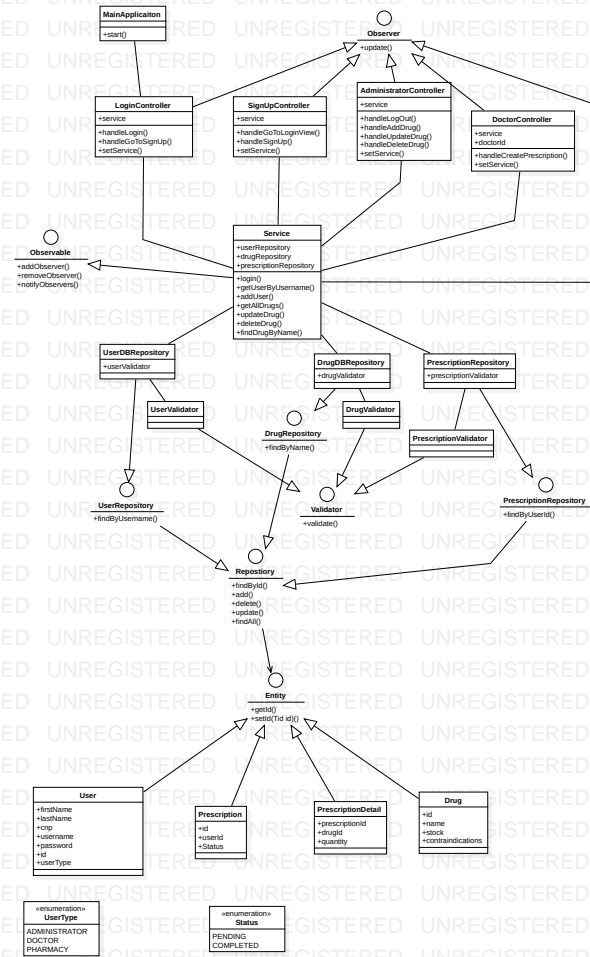 MainApplicaiton
+start()
Observer
+update()
LoginController
+service
+handleLogin()
+handleGoToSignUp()
+setService()
SignUpController
+service
+handleGoToLoginView()
+handleSignUp()
+setService()
AdministratorController
+service
+handleLogOut()
+handleAddDrug()
+handleUpdateDrug()
+handleDeleteDrug()
+setService()
DoctorController
+service
+doctorId
+handleCreatePrescription()
+setService()
Observable
+addObserver()
+removeObserver()
+notifyObservers()
Service
+userRepository
+drugRepository
+prescriptionRepository
+login()
+getUserByUsername()
+addUser()
+getAllDrugs()
+updateDrug()
+deleteDrug()
+findDrugByName()
UserDBRepository
+userValidator
DrugDBRepository
+drugValidator
PrescriptionRepository
+prescriptionValidator
UserValidator
DrugRepository
+findByName()
DrugValidator
PrescriptionValidator
UserRepository
+findByUsername()
Validator
+validate()
PrescriptionRepository
+findByUserId()
Repostiory
+findById()
+add()
+delete()
+update()
+findAll()
Entity
+getId()
+setId(Tid id)()
User
+firstName
+lastName
+cnp
+username
+password
+id
+userType
Prescription
+id
+userId
+Status
PrescriptionDetail
+prescriptionId
+drugId
+quantity
Drug
+id
+name
+stock
+contraindications
«enumeration»
UserType
ADMINISTRATOR
DOCTOR
PHARMACY
«enumeration»
Status
PENDING
COMPLETED
UNREGISTERED